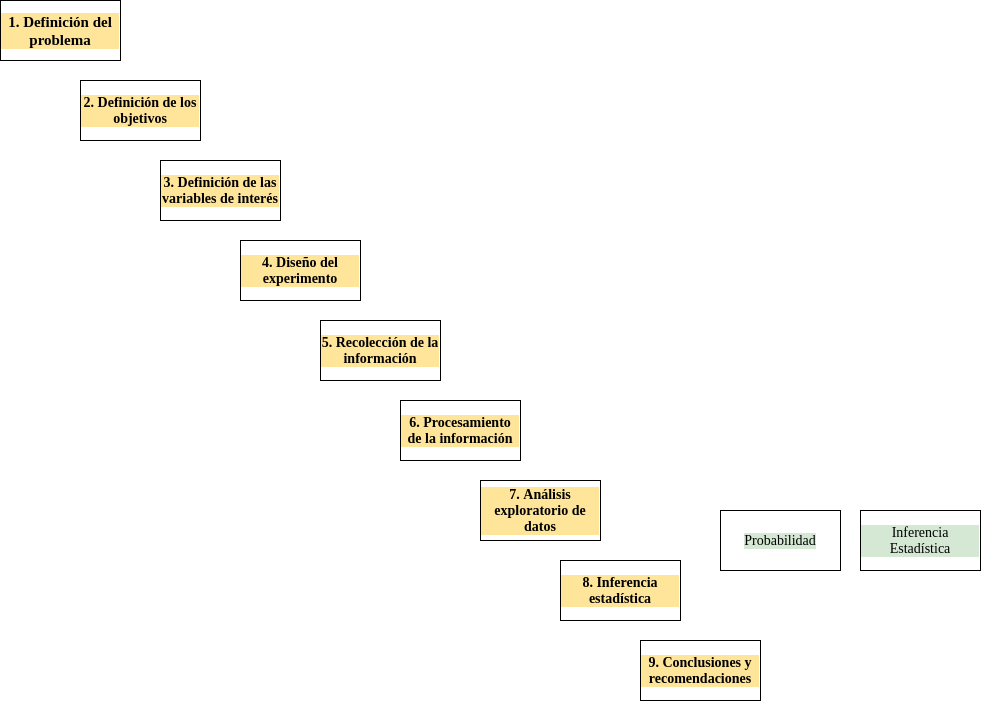 1. Definición del
problema
2. Definición de los
objetivos
3. Definición de las
variables de interés
4. Diseño del
experimento
5. Recolección de la
información
6. Procesamiento
de la información
7. Análisis
exploratorio de
datos
Probabilidad
Inferencia
Estadística
8. Inferencia
estadística
9. Conclusiones y
recomendaciones